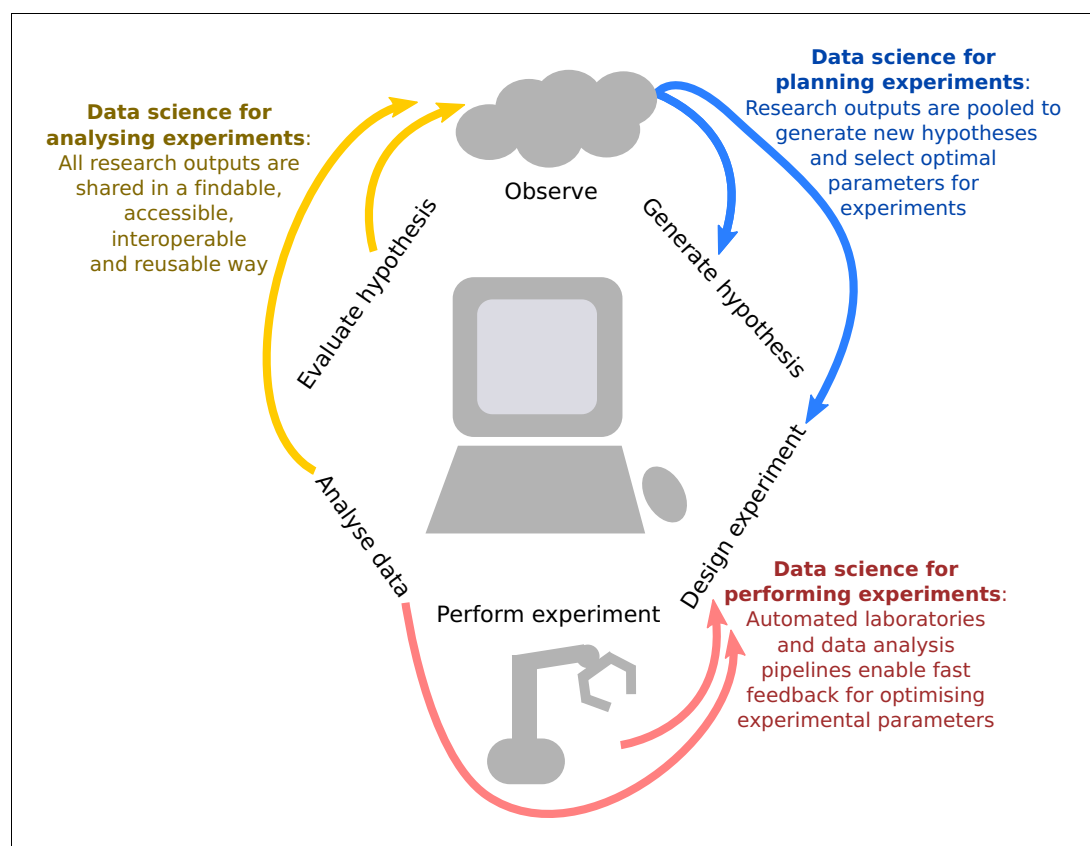 Data science for
analysing experiments:
All research outputs are
shared in a findable,
accessible,
interoperable
and reusable way
Data science for
planning experiments:
Research outputs are pooled to
generate new hypotheses
and select optimal
parameters for
experiments
Observe
Generate hypothesis
Design experiment
Perform experiment
Analyse data
Evaluate hypothesis
Data science for
performing experiments:
Automated laboratories
and data analysis
pipelines enable fast
feedback for optimising
experimental parameters